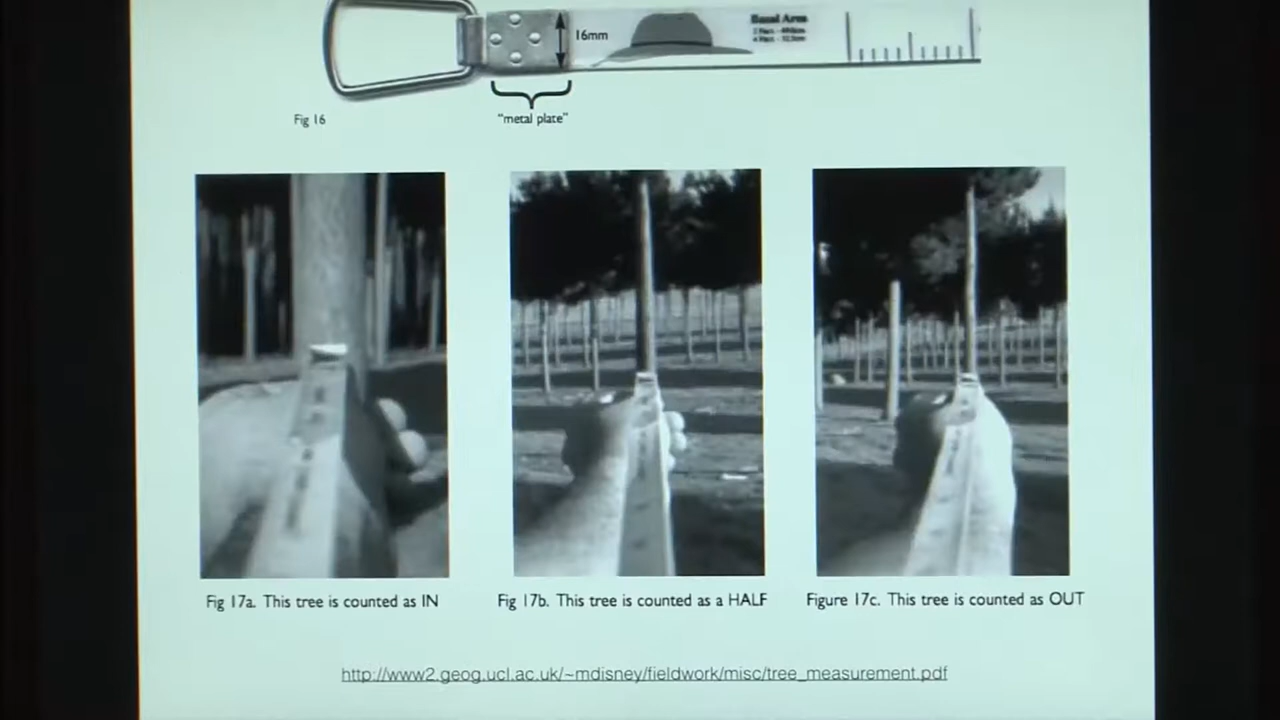 16mm
Basal Area
"metal plate"
Fig 16
Fig 17a. This tree is counted as IN
Fig 17b. This tree is counted as a HALF
Figure 17c. This tree is counted as OUT
http://www2.geog.ucl.ac.uk/~mdisney/fieldwork/misc/tree_measurement.pdf